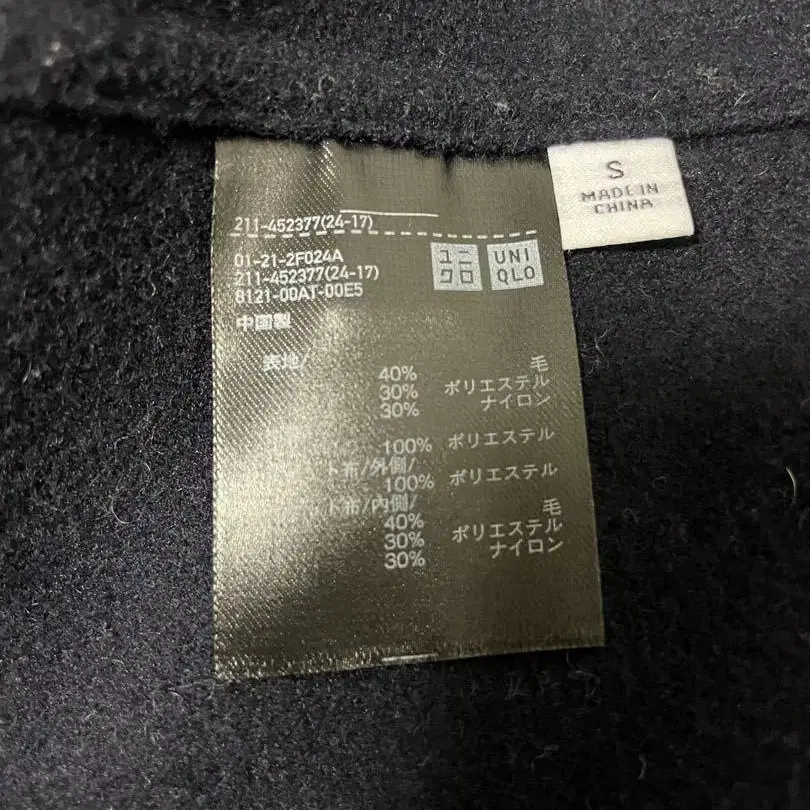 211-452377(24-17)
01-21-2F024A
211-452377(24-17)
8121-00AT-00E5
中国製
ユニ
クロ
UNI
QLO
S
MADE IN
CHINA
表地/
40% 毛
30% ポリエステル
30% ナイロン
100% ポリエステル
ト布/外側/
100% ポリエステル
ト布/内側/
40% 毛
30% ポリエステル
30% ナイロン